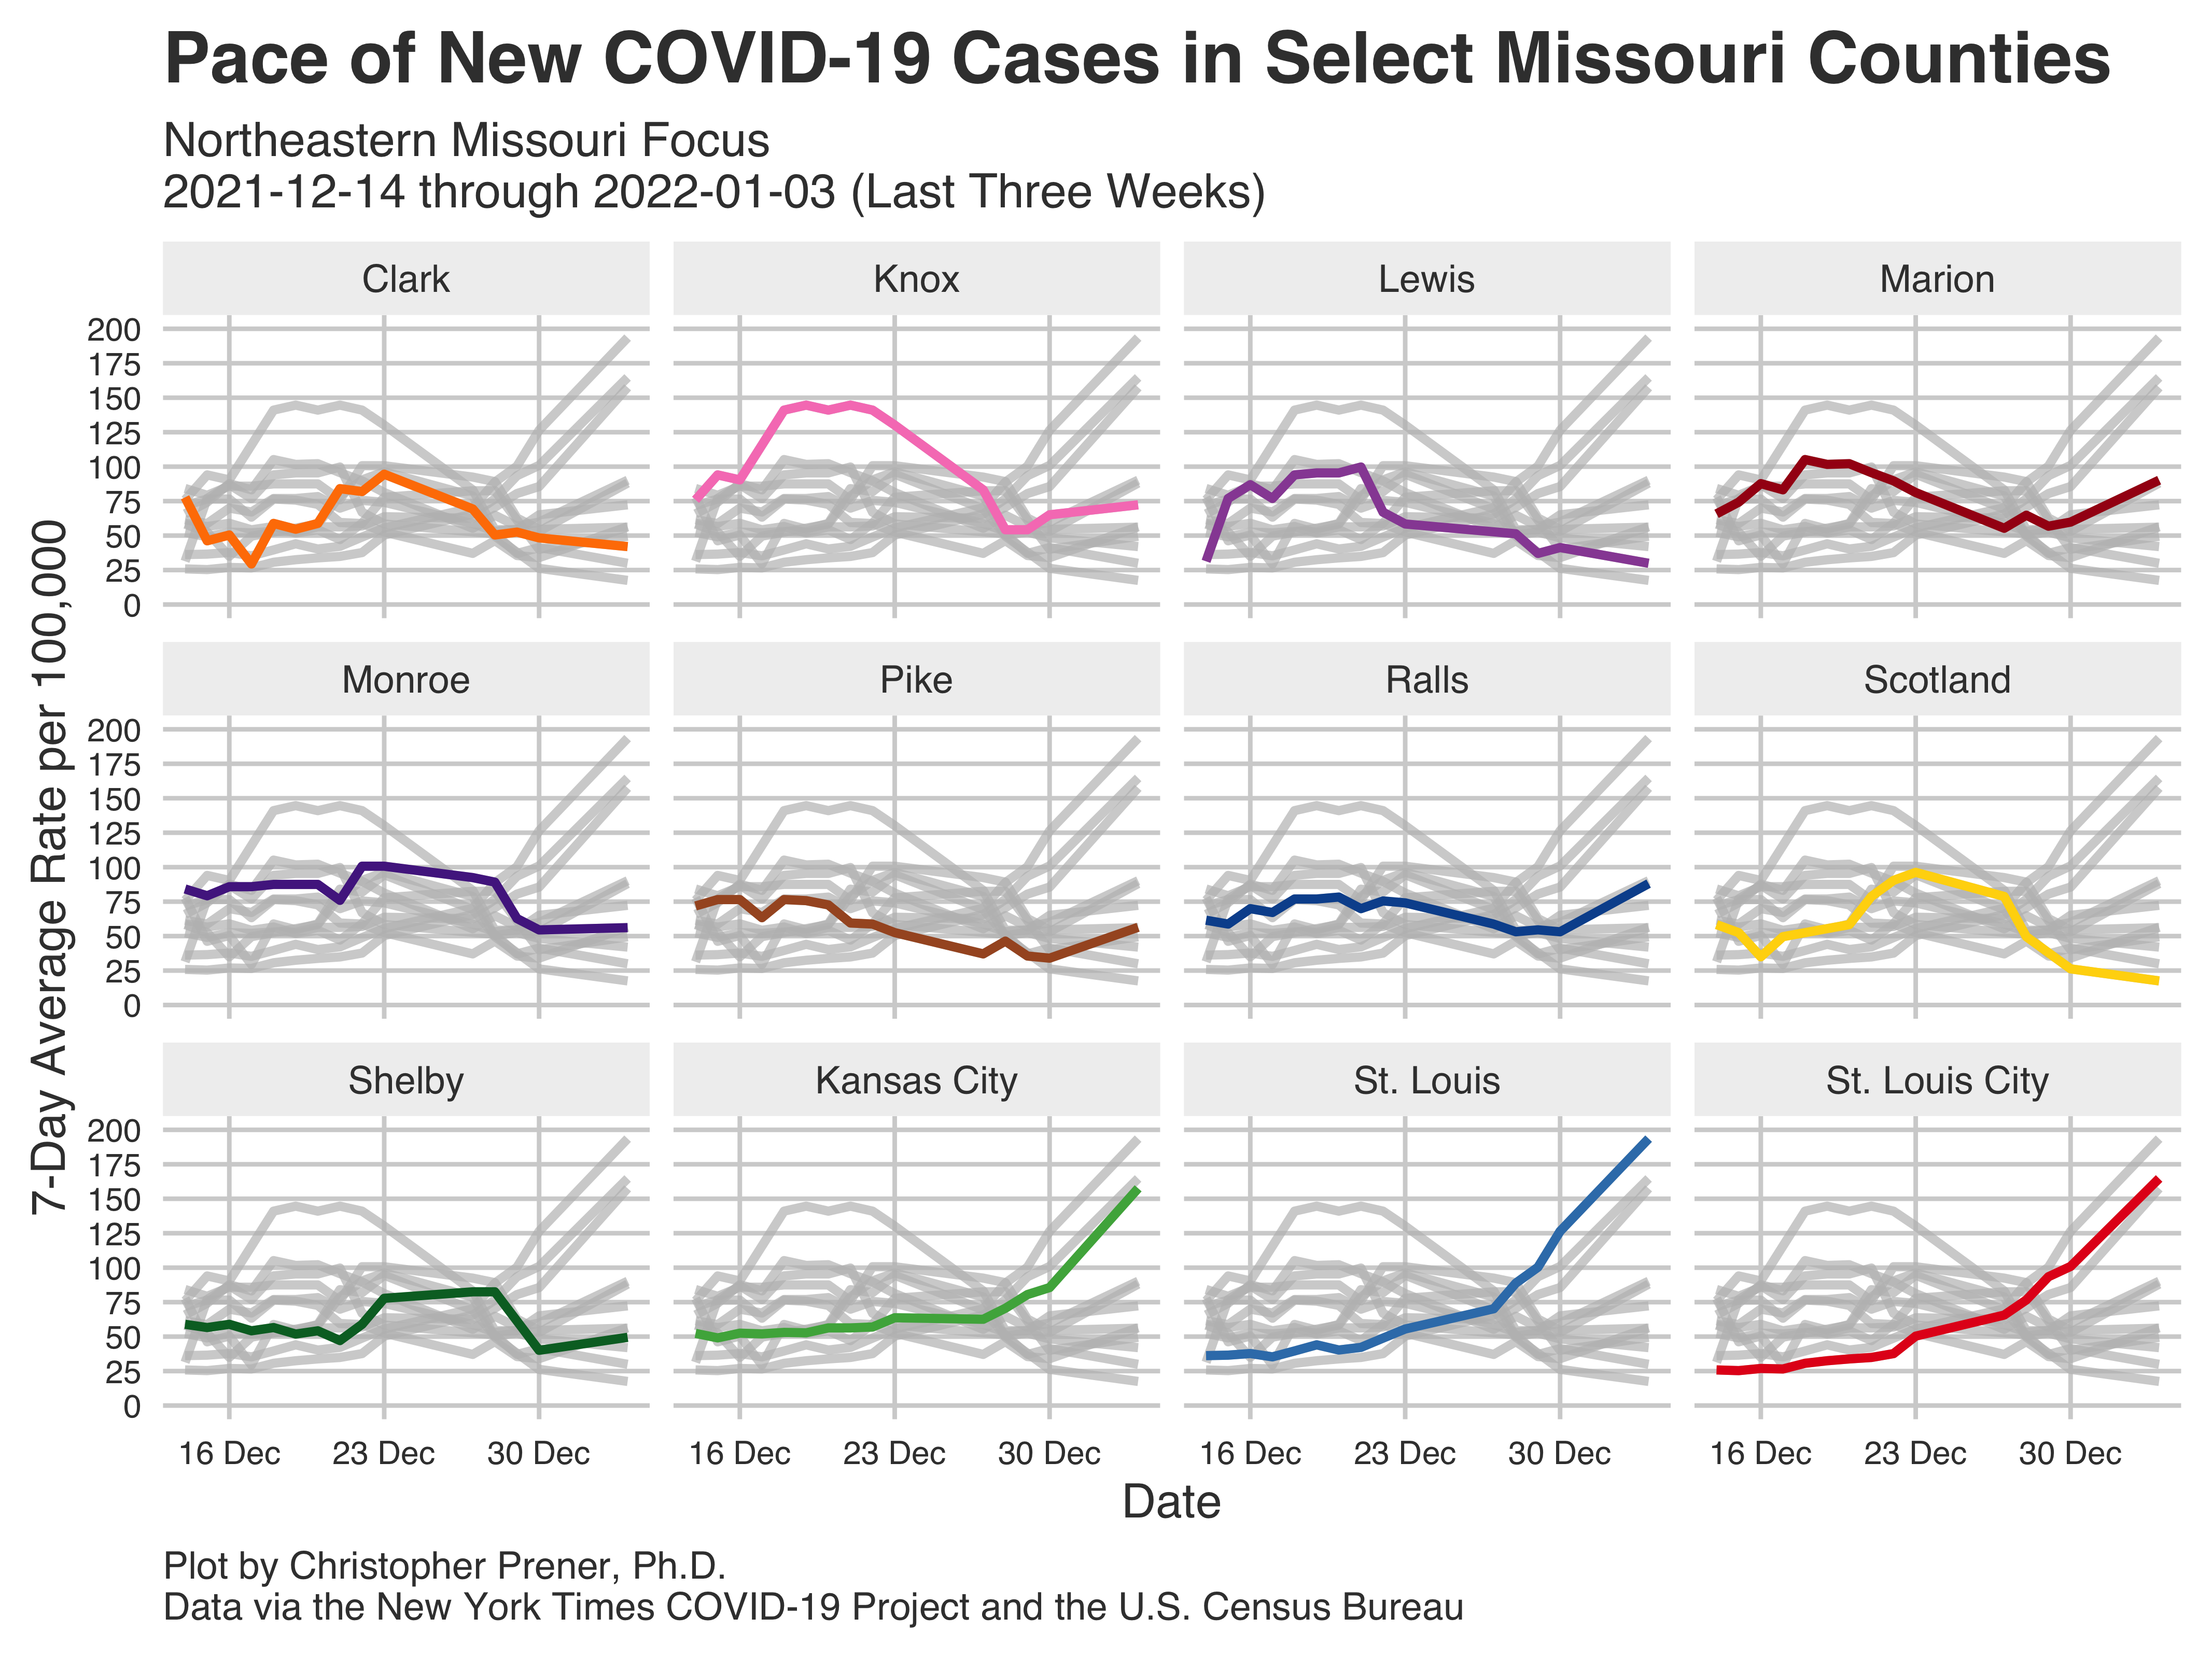 Pace of New COVID-19 Cases in Select Missouri Counties
Northeastern Missouri Focus
2021-12-14 through 2022-01-03 (Last Three Weeks)
7-Day Average Rate per 100,000
Clark
Knox
Lewis
Marion
200
175
150
125
100
75
50
25
0
Monroe
Pike
Ralls
Scotland
200
175
150
125
100
75
50
25
0
Shelby
Kansas City
St. Louis
St. Louis City
200
175
150
125
100
75
50
25
0
16 Dec 23 Dec 30 Dec
16 Dec 23 Dec 30 Dec
16 Dec 23 Dec 30 Dec
16 Dec 23 Dec 30 Dec
Date
Plot by Christopher Prener, Ph.D.
Data via the New York Times COVID-19 Project and the U.S. Census Bureau